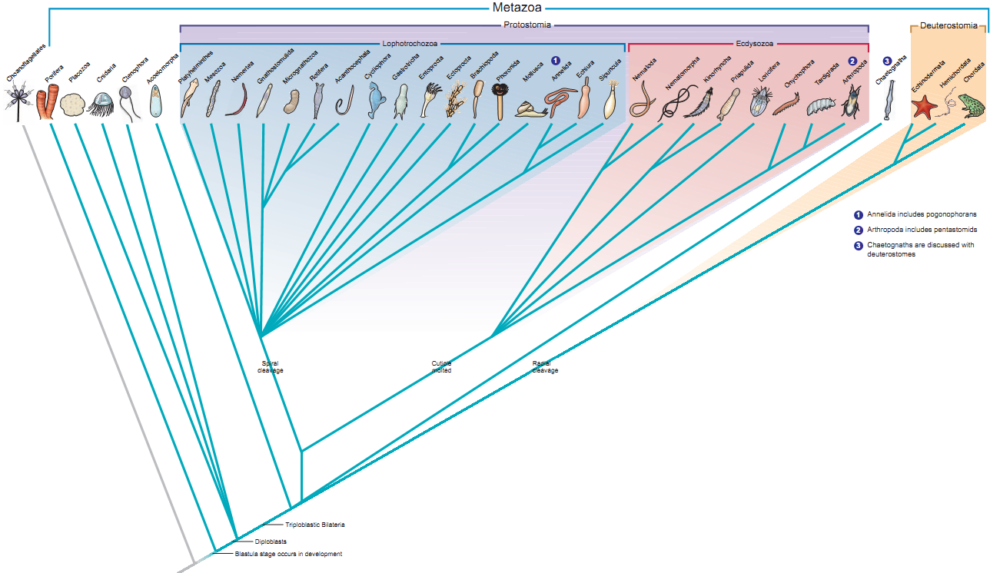 Metazoa
Protostomia
Deuterostomia
Lophotrochozoa
Ecdysozoa
Choanoflagellates
Porifera
Placozoa
Cnidaria
Ctenophora
Acoelomorpha
Platyhelminthes
Mesozoa
Nemertea
Gnathostomulida
Micrognathozoa
Rotifera
Acanthocephala
Cycliophora
Gastrotricha
Entoprocta
Ectoprocta
Brachiopoda
Phoronida
Mollusca
1
Annelida
Echiura
Sipuncula
Nematoda
Nematomorpha
Kinorhyncha
Priapulida
Loricifera
Onychophora
Tardigrada
2
Arthropoda
3
Chaetognatha
Echinodermata
Hemichordata
Chordata
1 Annelida includes pogonophorans
2 Arthropoda includes pentastomids
3 Chaetognaths are discussed with
deuterostomes
Spiral
cleavage
Cuticle
molted
Radial
cleavage
Triploblastic Bilateria
Diploblasts
Blastula stage occurs in development